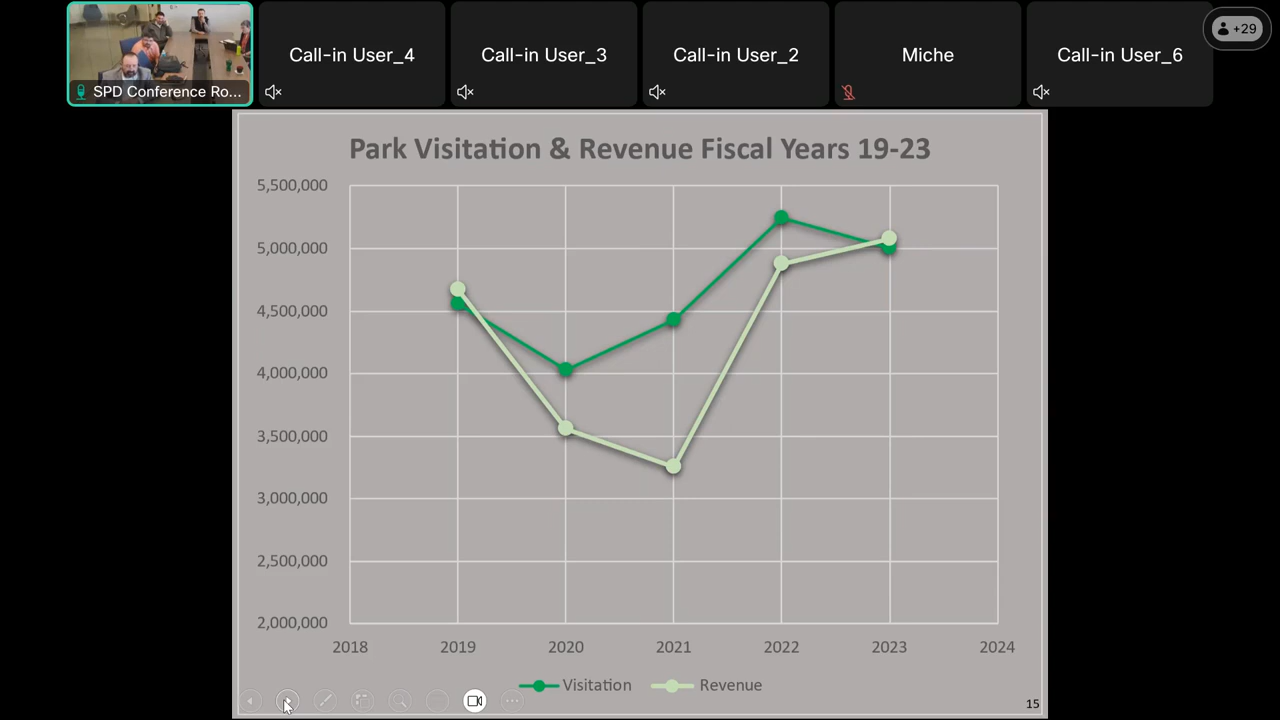 Call-in User_4
Call-in User_3
Call-in User_2
Miche
Call-in User_6
+29
SPD Conference Ro...
Park Visitation & Revenue Fiscal Years 19-23
5,500,000
5,000,000
4,500,000
4,000,000
3,500,000
3,000,000
2,500,000
2,000,000
2018 2019 2020 2021 2022 2023 2024
Visitation Revenue
15